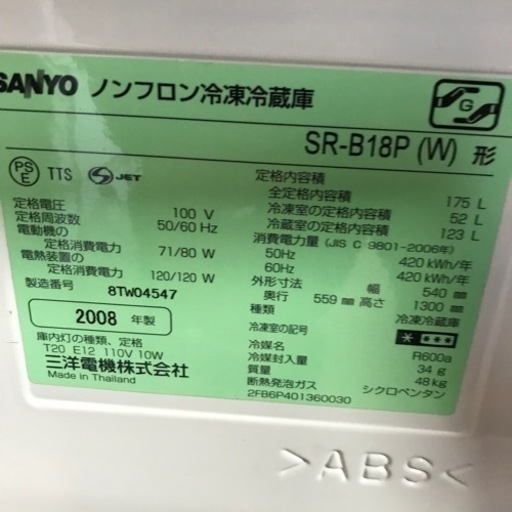 SANYO ノンフロン冷凍冷蔵庫
G
SR-B18P (W) 形
PS E TTS JET
定格電圧 100 V
定格周波数 50/60 Hz
電動機の
定格消費電力 71/80 W
電熱装置の
定格消費電力 120/120 W
製造番号
8TW04547
2008 年製
庫内灯の種類、定格
T20 E12 110V 10W
三洋電機株式会社
Made in Thailand
定格内容積
全定格内容積 175 L
冷凍室の定格内容積 52 L
冷蔵室の定格内容積 123 L
消費電力量 (JIS C 9801-2006年)
50Hz 420 kWh/年
60Hz 420 kWh/年
外形寸法 幅 540 mm
奥行 559 mm 高さ 1300 mm
種類 冷凍冷蔵庫
冷凍室の記号
冷媒名 R600a
冷媒封入量 34 g
質量 48 kg
断熱発泡ガス シクロペンタン
2FB6P401360030
>ABS<